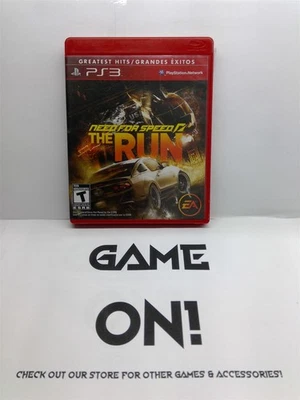 GREATEST HITS/GRANDES ÉXITOS
PS3
PlayStation Network
NEED FOR SPEED
THE
RUN
T
EA
GAME
ON!
CHECK OUT OUR STORE FOR OTHER GAMES & ACCESSORIES!